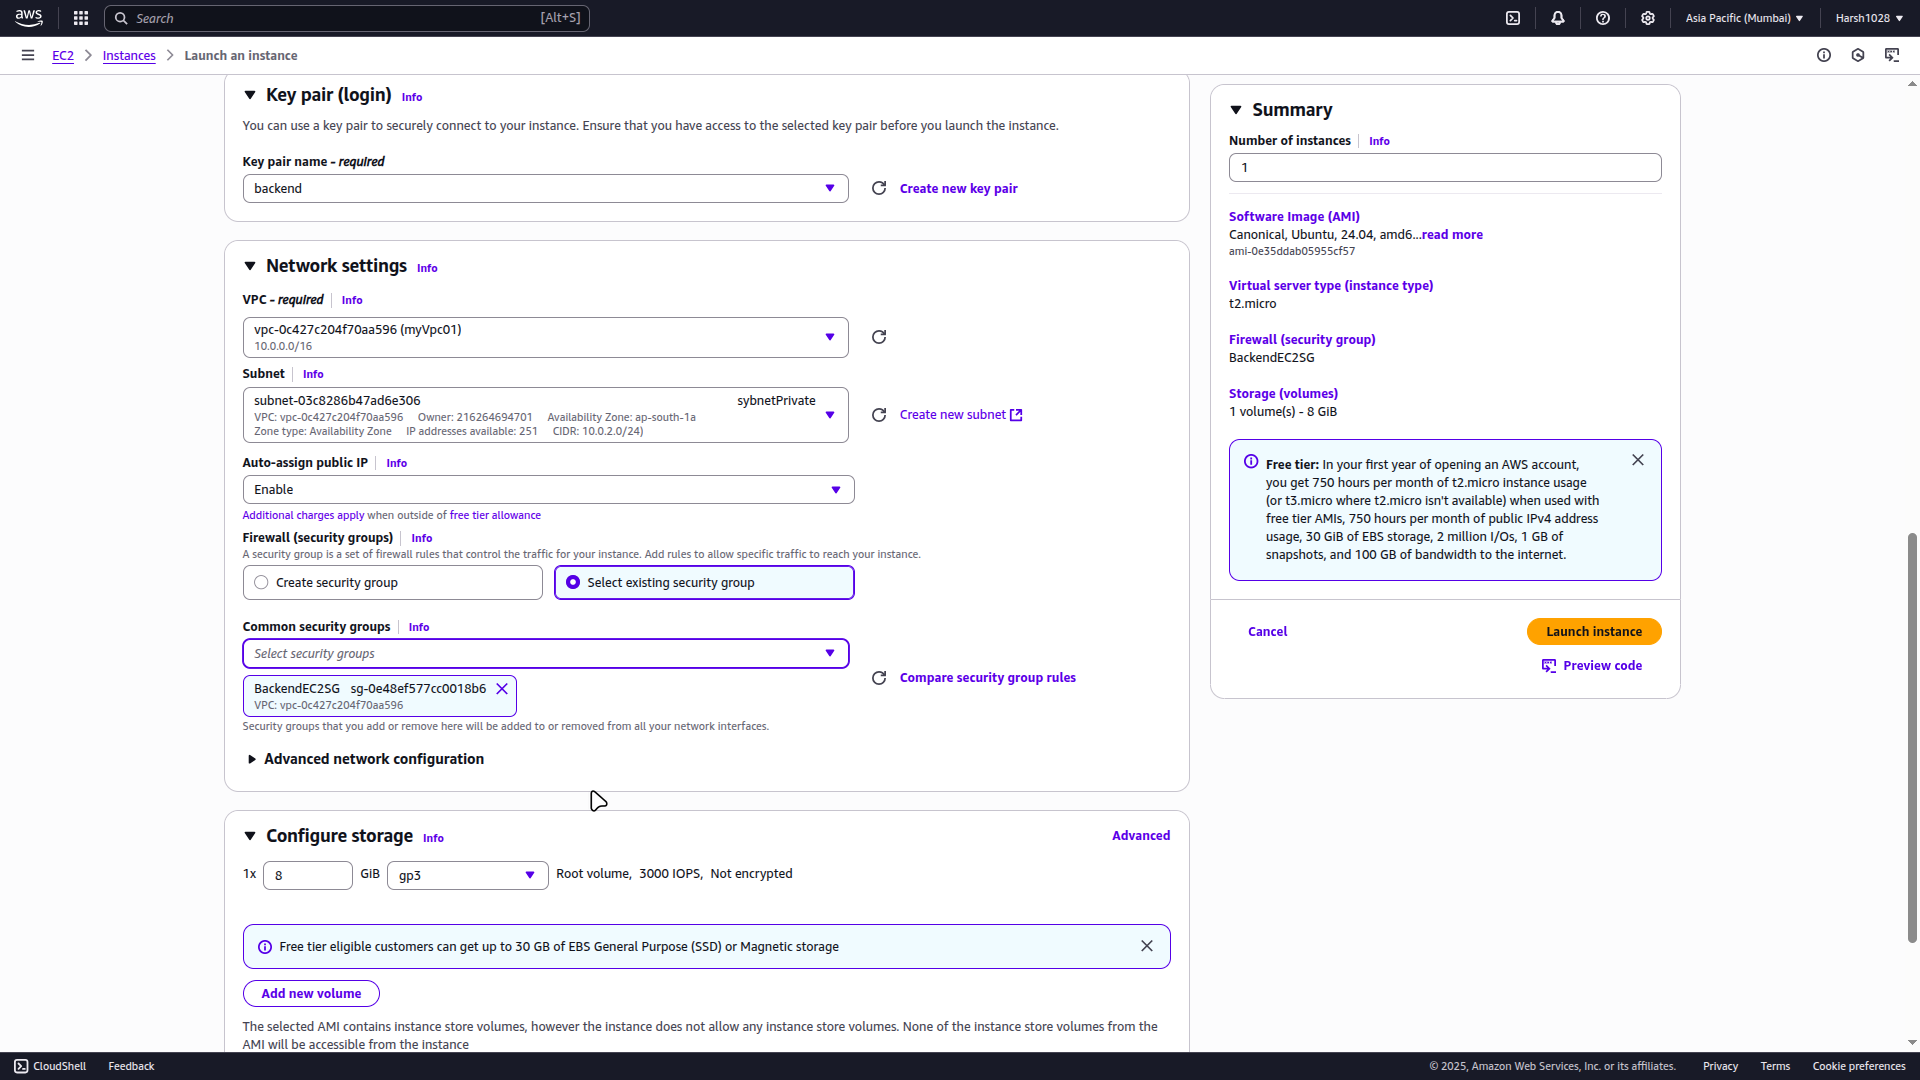 aws
Search [Alt+S]
Asia Pacific (Mumbai)
Harsh1028
EC2 Instances Launch an instance
Key pair (login) Info
You can use a key pair to securely connect to your instance. Ensure that you have access to the selected key pair before you launch the instance.
Key pair name - required
backend
Create new key pair
Network settings Info
VPC - required Info
vpc-0c427c204f70aa596 (myVpc01)
10.0.0.0/16
Subnet Info
subnet-03c8286b47ad6e306 sybnetPrivate
VPC: vpc-0c427c204f70aa596 Owner: 216264694701 Availability Zone: ap-south-1a
Zone type: Availability Zone IP addresses available: 251 CIDR: 10.0.2.0/24)
Create new subnet
Auto-assign public IP Info
Enable
Additional charges apply when outside of free tier allowance
Firewall (security groups) Info
A security group is a set of firewall rules that control the traffic for your instance. Add rules to allow specific traffic to reach your instance.
Create security group
Select existing security group
Common security groups Info
Select security groups
BackendEC2SG sg-0e48ef577cc0018b6
VPC: vpc-0c427c204f70aa596
Compare security group rules
Security groups that you add or remove here will be added to or removed from all your network interfaces.
Advanced network configuration
Configure storage Info
Advanced
1x 8 GiB gp3 Root volume, 3000 IOPS, Not encrypted
Free tier eligible customers can get up to 30 GB of EBS General Purpose (SSD) or Magnetic storage
Add new volume
The selected AMI contains instance store volumes, however the instance does not allow any instance store volumes. None of the instance store volumes from the
AMI will be accessible from the instance
Summary
Number of instances Info
1
Software Image (AMI)
Canonical, Ubuntu, 24.04, amd6...read more
ami-0e35ddab05955cf57
Virtual server type (instance type)
t2.micro
Firewall (security group)
BackendEC2SG
Storage (volumes)
1 volume(s) - 8 GiB
Free tier: In your first year of opening an AWS account,
you get 750 hours per month of t2.micro instance usage
(or t3.micro where t2.micro isn't available) when used with
free tier AMIs, 750 hours per month of public IPv4 address
usage, 30 GiB of EBS storage, 2 million I/Os, 1 GB of
snapshots, and 100 GB of bandwidth to the internet.
Cancel
Launch instance
Preview code
CloudShell Feedback
© 2025, Amazon Web Services, Inc. or its affiliates. Privacy Terms Cookie preferences